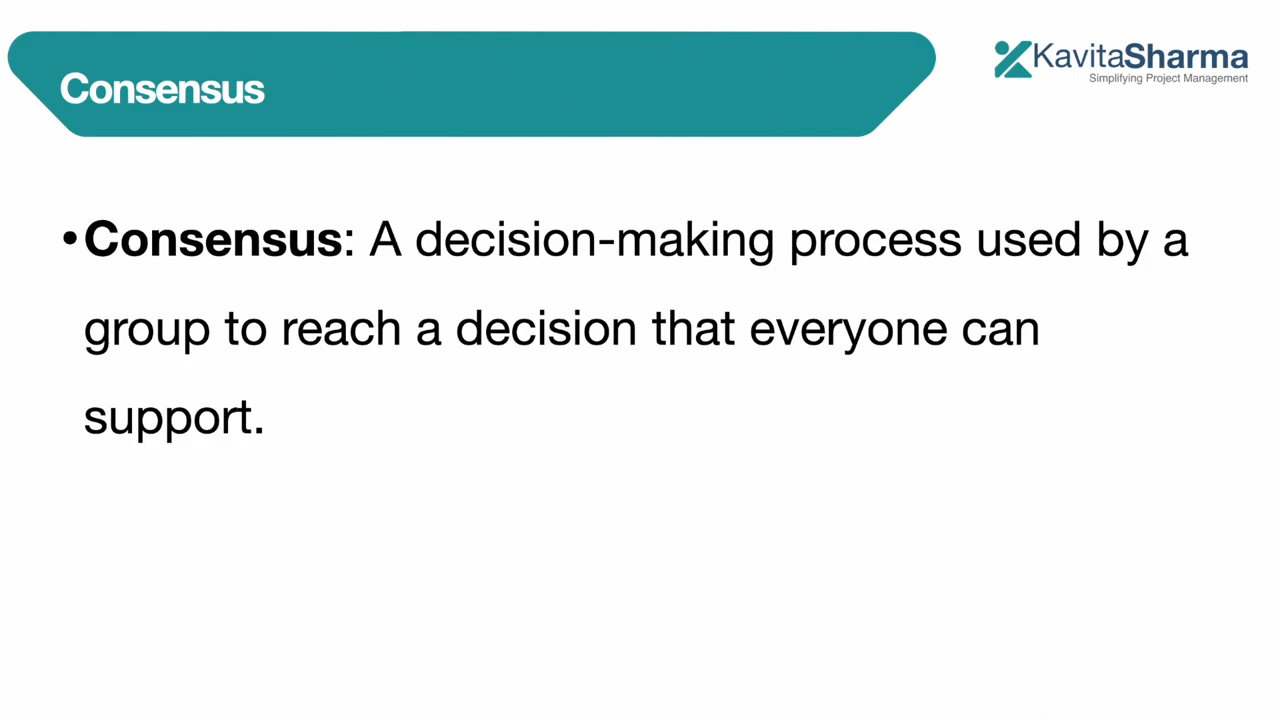 Consensus
KavitaSharma
Simplifying Project Management
•Consensus: A decision-making process used by a
group to reach a decision that everyone can
support.